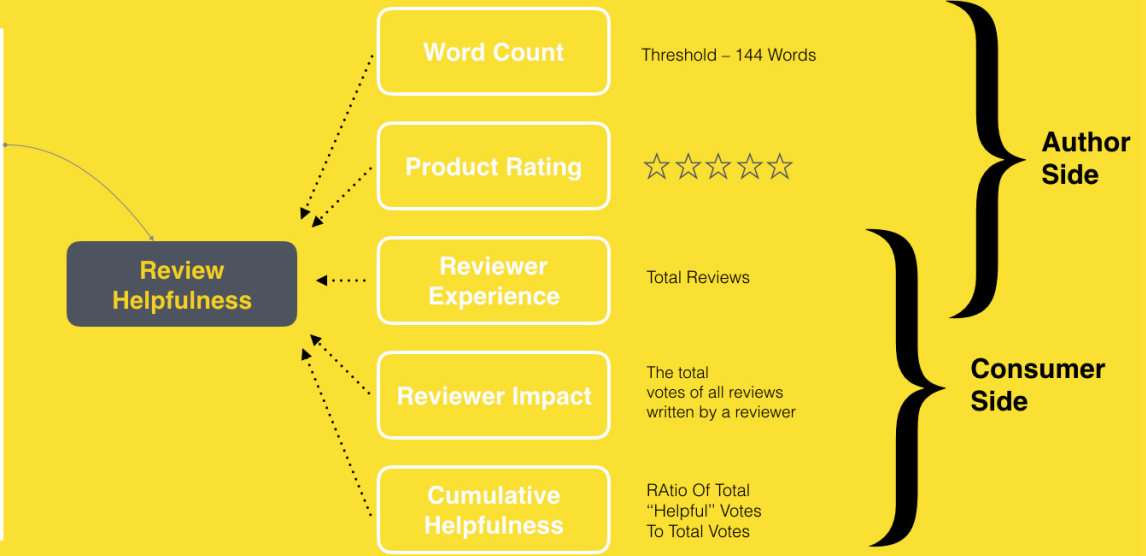 Word Count
Threshold – 144 Words
Product Rating
Author
Side
Review
Helpfulness
Reviewer
Experience
Total Reviews
Reviewer Impact
The total
votes of all reviews
written by a reviewer
Consumer
Side
Cumulative
Helpfulness
RAtio Of Total
“Helpful” Votes
To Total Votes